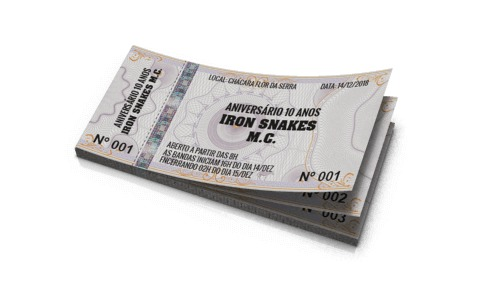 ANIVERSÁRIO 10 ANOS
IRON SNAKES M.C.
Nº 001
LOCAL: CHÁCARA FLOR DA SERRA
DATA: 14/12/2018
ANIVERSÁRIO 10 ANOS
IRON SNAKES
M.C.
ABERTO A PARTIR DAS 8H
AS BANDAS INICIAM 16H DO DIA 14/DEZ
ENCERRANDO 02H DO DIA 15/DEZ
Nº 001
Nº 002
Nº 003